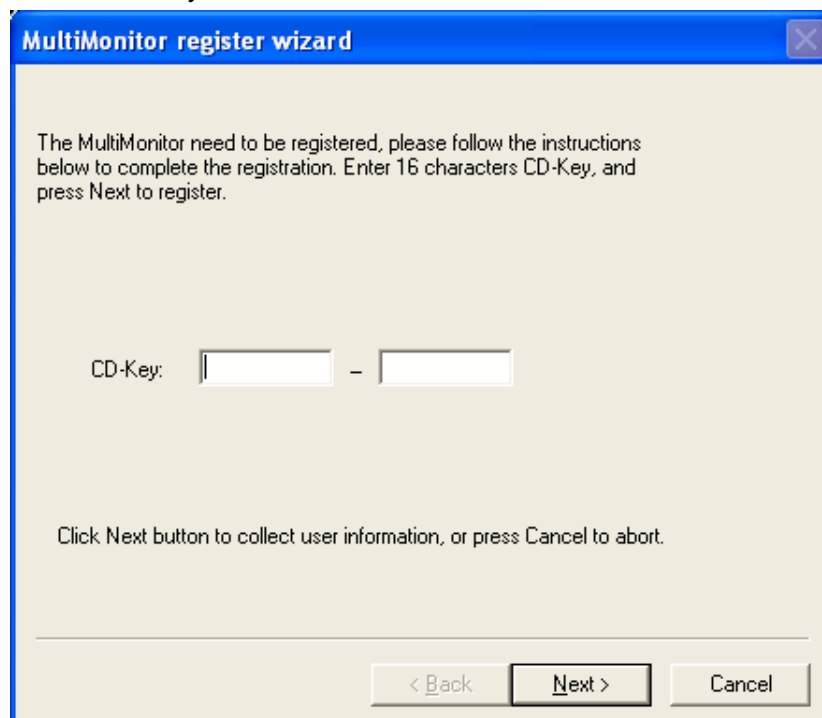 MultiMonitor register wizard
The MultiMonitor need to be registered, please follow the instructions
below to complete the registration. Enter 16 characters CD-Key, and
press Next to register.
CD-Key: –
Click Next button to collect user information, or press Cancel to abort.
< Back Next > Cancel